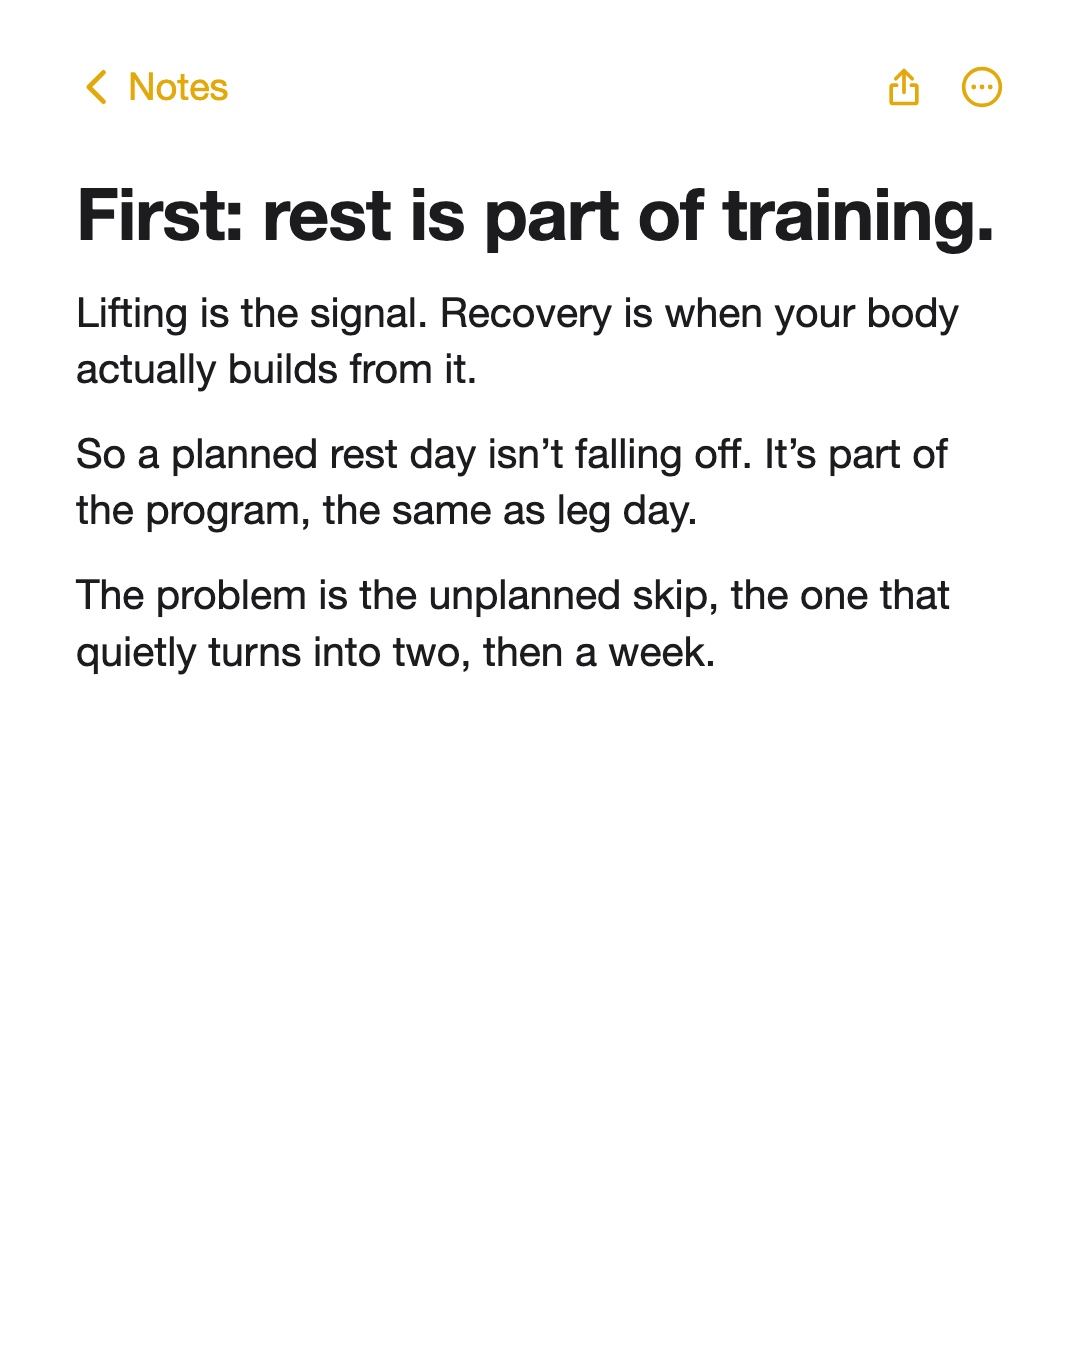 Notes
First: rest is part of training.
Lifting is the signal. Recovery is when your body
actually builds from it.
So a planned rest day isn’t falling off. It’s part of
the program, the same as leg day.
The problem is the unplanned skip, the one that
quietly turns into two, then a week.